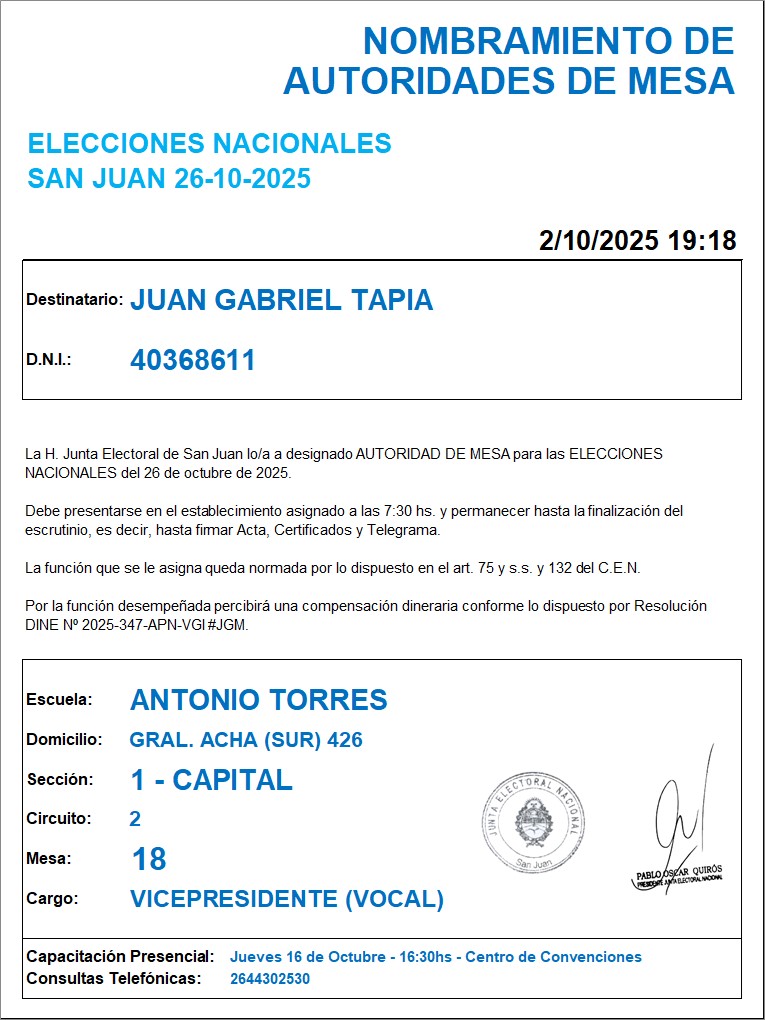 NOMBRAMIENTO DE
AUTORIDADES DE MESA
ELECCIONES NACIONALES
SAN JUAN 26-10-2025
2/10/2025 19:18
Destinatario: JUAN GABRIEL TAPIA
D.N.I.: 40368611
La H. Junta Electoral de San Juan lo/a a designado AUTORIDAD DE MESA para las ELECCIONES
NACIONALES del 26 de octubre de 2025.
Debe presentarse en el establecimiento asignado a las 7:30 hs. y permanecer hasta la finalización del
escrutinio, es decir, hasta firmar Acta, Certificados y Telegrama.
La función que se le asigna queda normada por lo dispuesto en el art. 75 y s.s. y 132 del C.E.N.
Por la función desempeñada percibirá una compensación dineraria conforme lo dispuesto por Resolución
DINE Nº 2025-347-APN-VGI#JGM.
Escuela: ANTONIO TORRES
Domicilio: GRAL. ACHA (SUR) 426
Sección: 1 - CAPITAL
Circuito: 2
Mesa: 18
Cargo: VICEPRESIDENTE (VOCAL)
JUNTA ELECTORAL NACIONAL
San Juan
PABLO OSCAR QUIRÓS
PRESIDENTE JUNTA ELECTORAL NACIONAL
Capacitación Presencial: Jueves 16 de Octubre - 16:30hs - Centro de Convenciones
Consultas Telefónicas: 2644302530